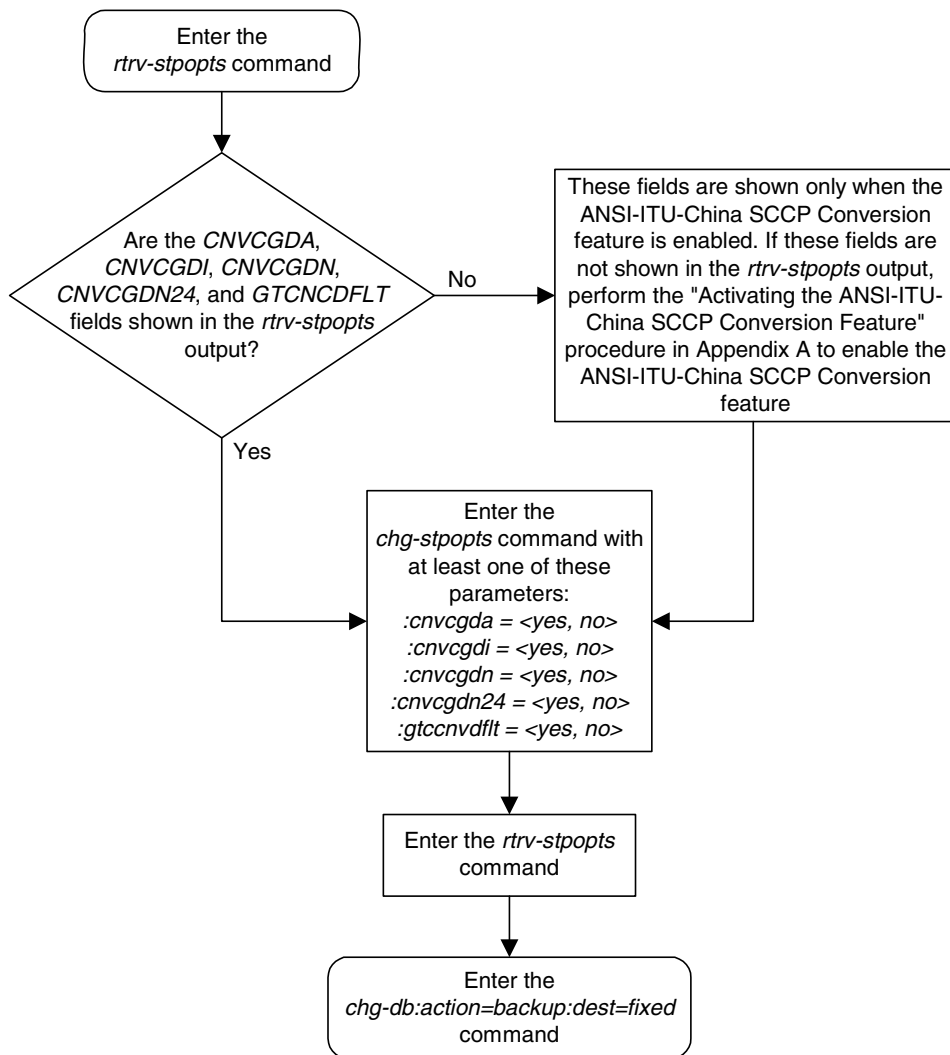 Enter the
rtrv-stpopts command
Are the CNVCGDA,
CNVCGDI, CNVCGDN,
CNVCGDN24, and GTCNCDFLT
fields shown in the rtrv-stpopts
output?
No
These fields are shown only when the
ANSI-ITU-China SCCP Conversion
feature is enabled. If these fields are
not shown in the rtrv-stpopts output,
perform the "Activating the ANSI-ITU-
China SCCP Conversion Feature"
procedure in Appendix A to enable the
ANSI-ITU-China SCCP Conversion
feature
Yes
Enter the
chg-stpopts command with
at least one of these
parameters:
:cnvcgda = <yes, no>
:cnvcgdi = <yes, no>
:cnvcgdn = <yes, no>
:cnvcgdn24 = <yes, no>
:gtccnvdflt = <yes, no>
Enter the rtrv-stpopts
command
Enter the
chg-db:action=backup:dest=fixed
command